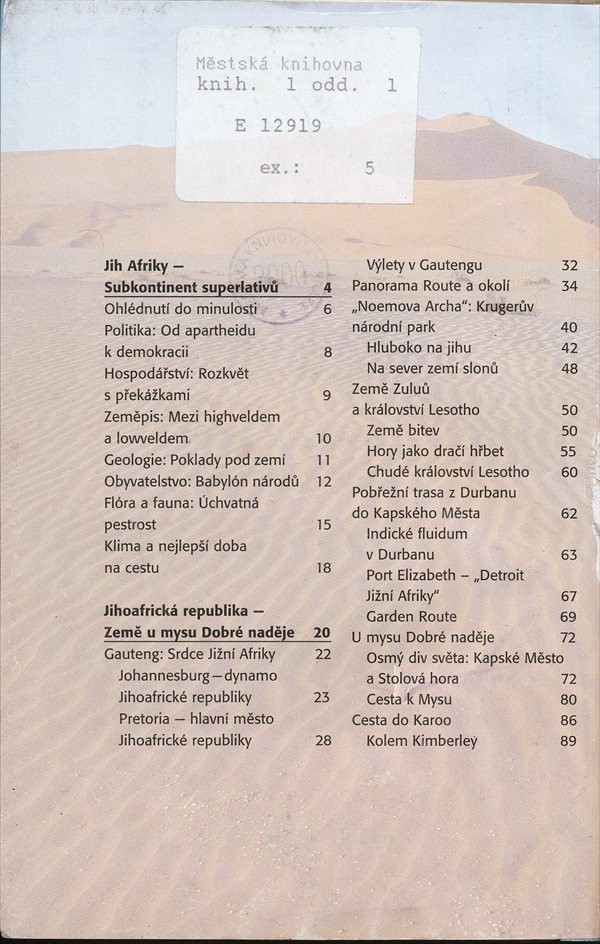 Městská knihovna
knih. 1 odd. 1
E 12919
ex.: 5
Jih Afriky –
Subkontinent superlativů 4
Ohlédnutí do minulosti 6
Politika: Od apartheidu
k demokracii 8
Hospodářství: Rozkvět
s překážkami 9
Zeměpis: Mezi highveldem
a lowveldem 10
Geologie: Poklady pod zemí 11
Obyvatelstvo: Babylón národů 12
Flóra a fauna: Úchvatná
pestrost 15
Klima a nejlepší doba
na cestu 18
Jihoafrická republika –
Země u mysu Dobré naděje 20
Gauteng: Srdce Jižní Afriky 22
Johannesburg – dynamo
Jihoafrické republiky 23
Pretoria – hlavní město
Jihoafrické republiky 28
Výlety v Gautengu 32
Panorama Route a okolí 34
„Noemova Archa“: Krugerův
národní park 40
Hluboko na jihu 42
Na sever zemí slonů 48
Země Zuluů
a království Lesotho 50
Země bitev 50
Hory jako dračí hřbet 55
Chudé království Lesotho 60
Pobřežní trasa z Durbanu
do Kapského Města 62
Indické fluidum
v Durbanu 63
Port Elizabeth – „Detroit
Jižní Afriky“ 67
Garden Route 69
U mysu Dobré naděje 72
Osmý div světa: Kapské Město
a Stolová hora 72
Cesta k Mysu 80
Cesta do Karoo 86
Kolem Kimberley 89